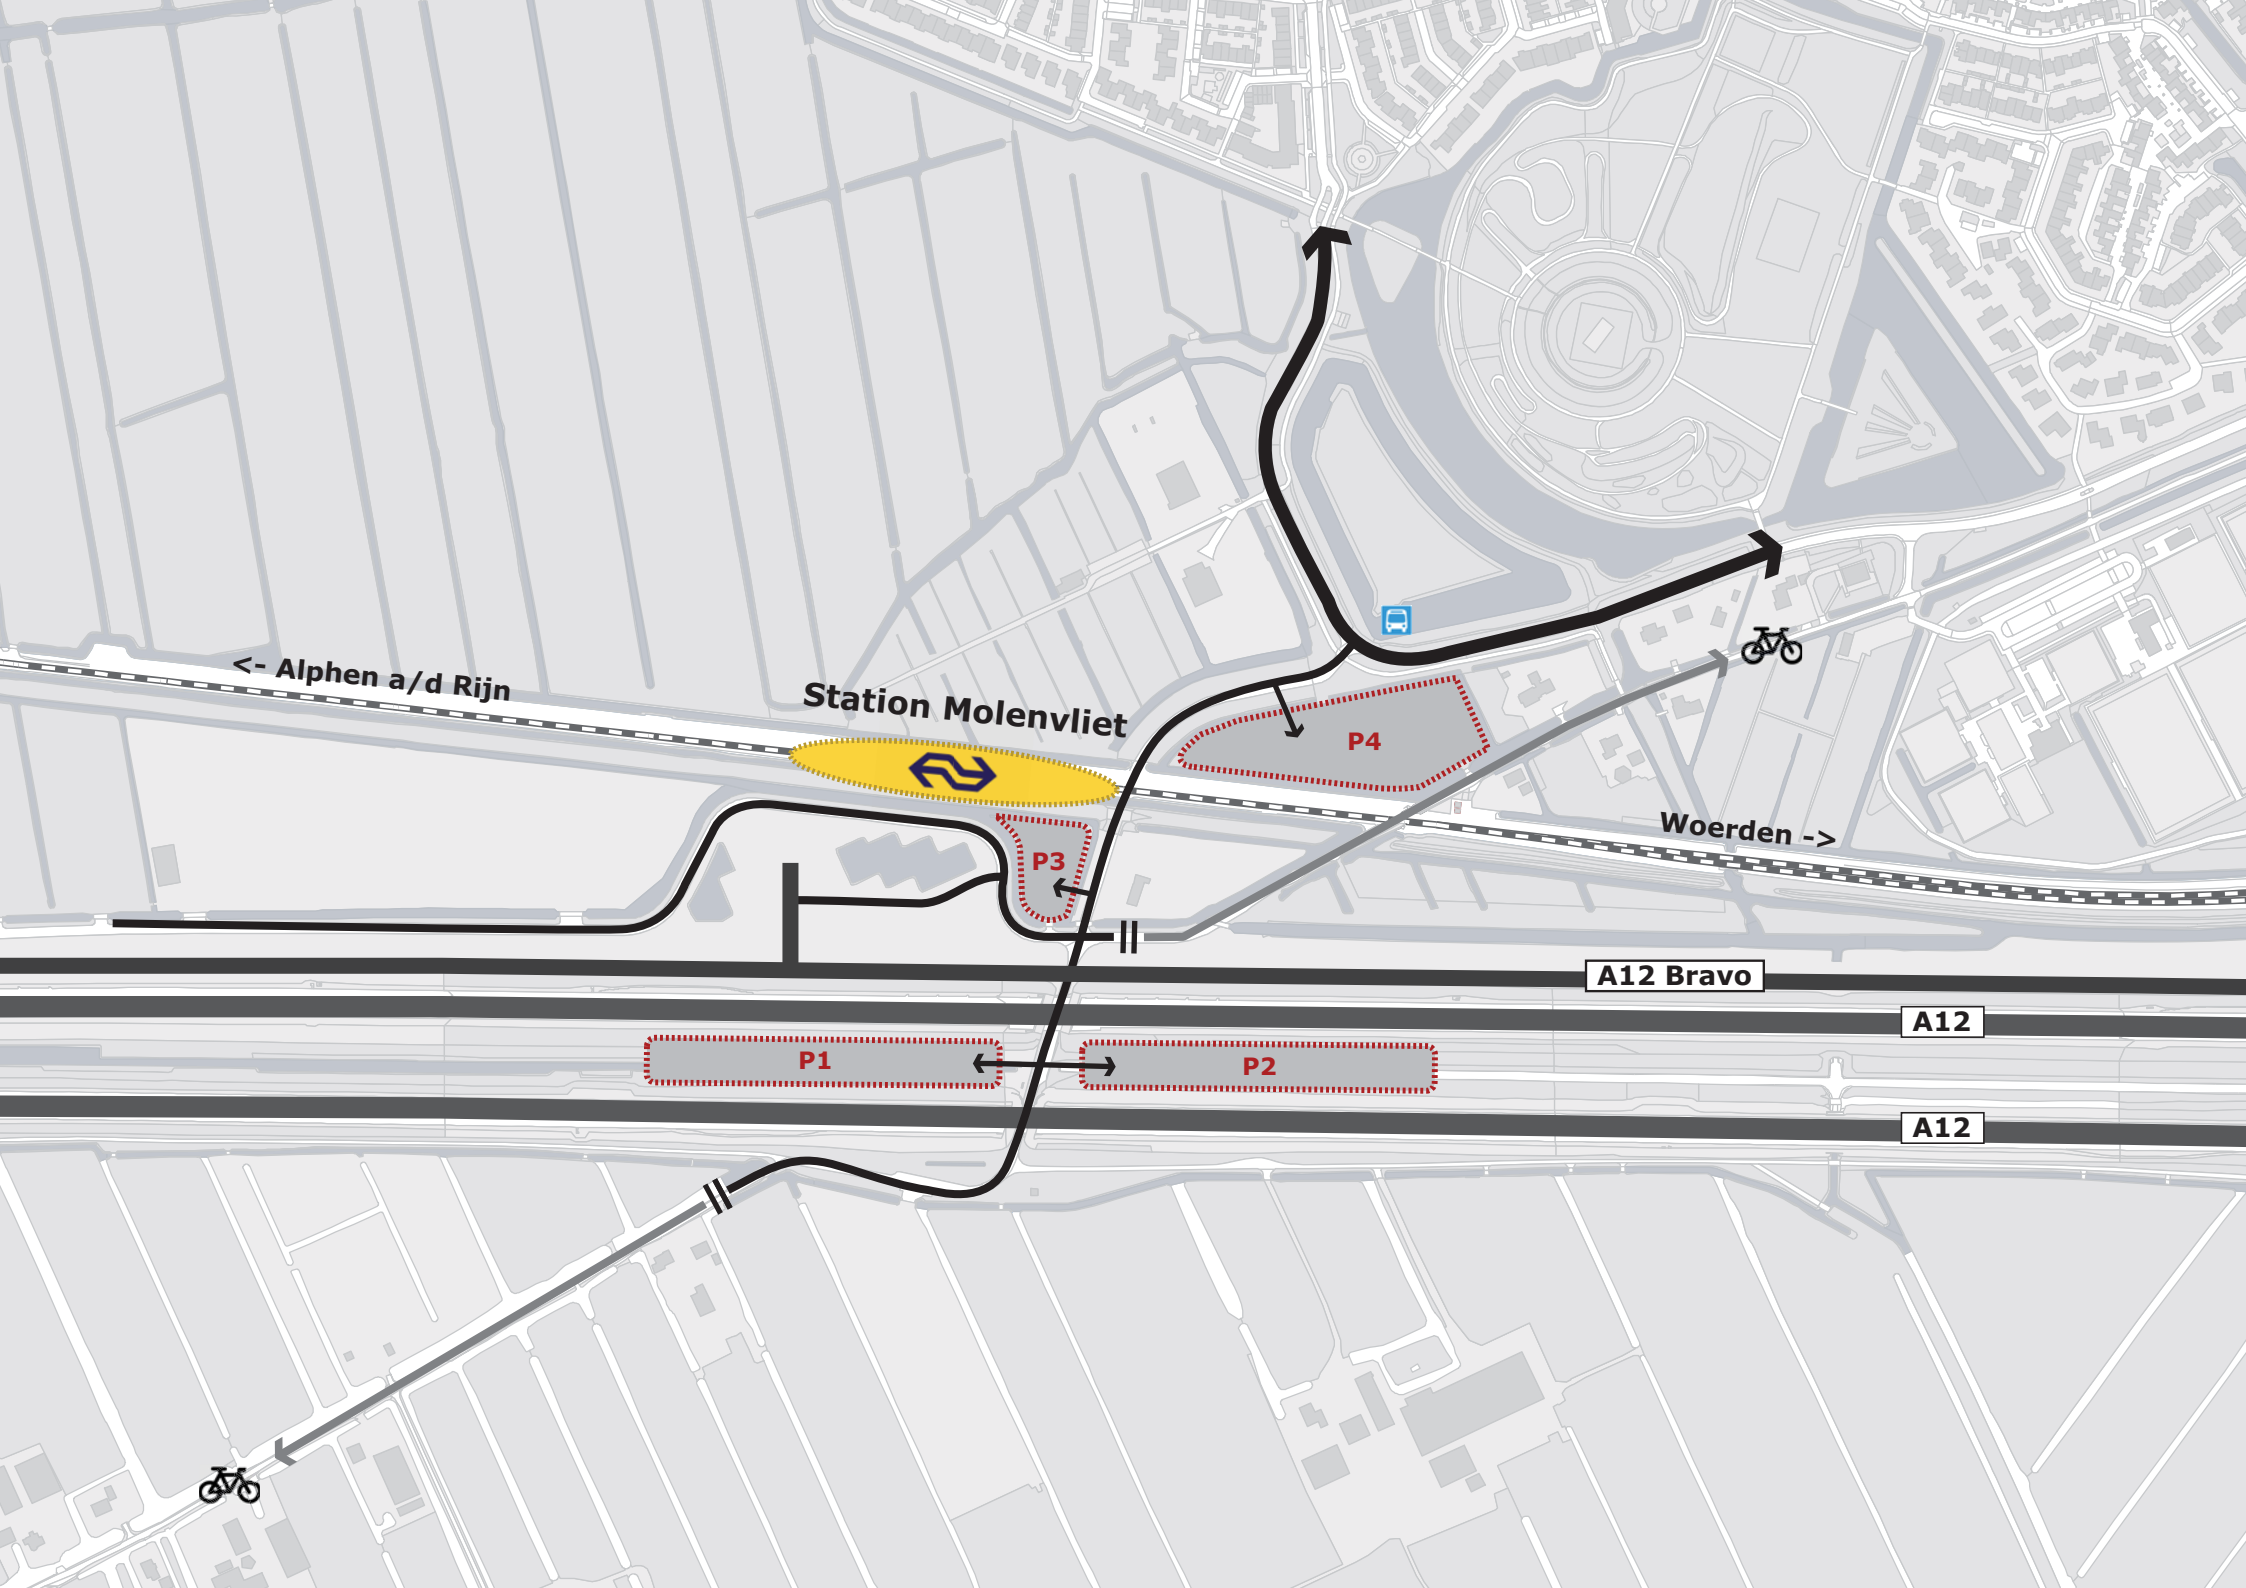 <- Alphen a/d Rijn
Station Molenvliet
P4
Woerden ->
P3
A12 Bravo
A12
P1
P2
A12